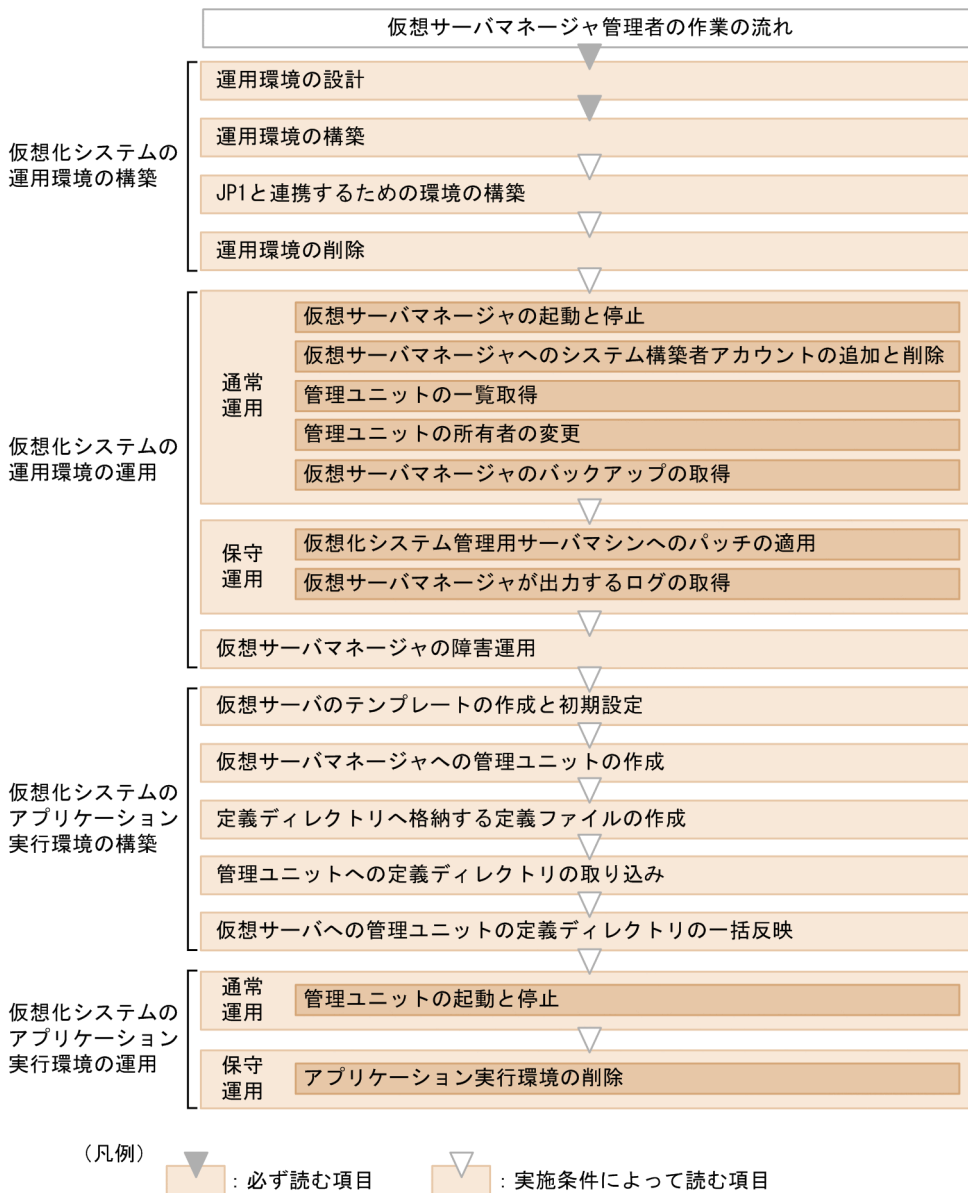 仮想サーバマネージャ管理者の作業の流れ
仮想化システムの
運用環境の構築
運用環境の設計
運用環境の構築
JP1と連携するための環境の構築
運用環境の削除
仮想化システムの
運用環境の運用
通常
運用
仮想サーバマネージャの起動と停止
仮想サーバマネージャへのシステム構築者アカウントの追加と削除
管理ユニットの一覧取得
管理ユニットの所有者の変更
仮想サーバマネージャのバックアップの取得
保守
運用
仮想化システム管理用サーバマシンへのパッチの適用
仮想サーバマネージャが出力するログの取得
仮想サーバマネージャの障害運用
仮想化システムの
アプリケーション
実行環境の構築
仮想サーバのテンプレートの作成と初期設定
仮想サーバマネージャへの管理ユニットの作成
定義ディレクトリへ格納する定義ファイルの作成
管理ユニットへの定義ディレクトリの取り込み
仮想サーバへの管理ユニットの定義ディレクトリの一括反映
仮想化システムの
アプリケーション
実行環境の運用
通常
運用
管理ユニットの起動と停止
保守
運用
アプリケーション実行環境の削除
(凡例)
: 必ず読む項目
: 実施条件によって読む項目